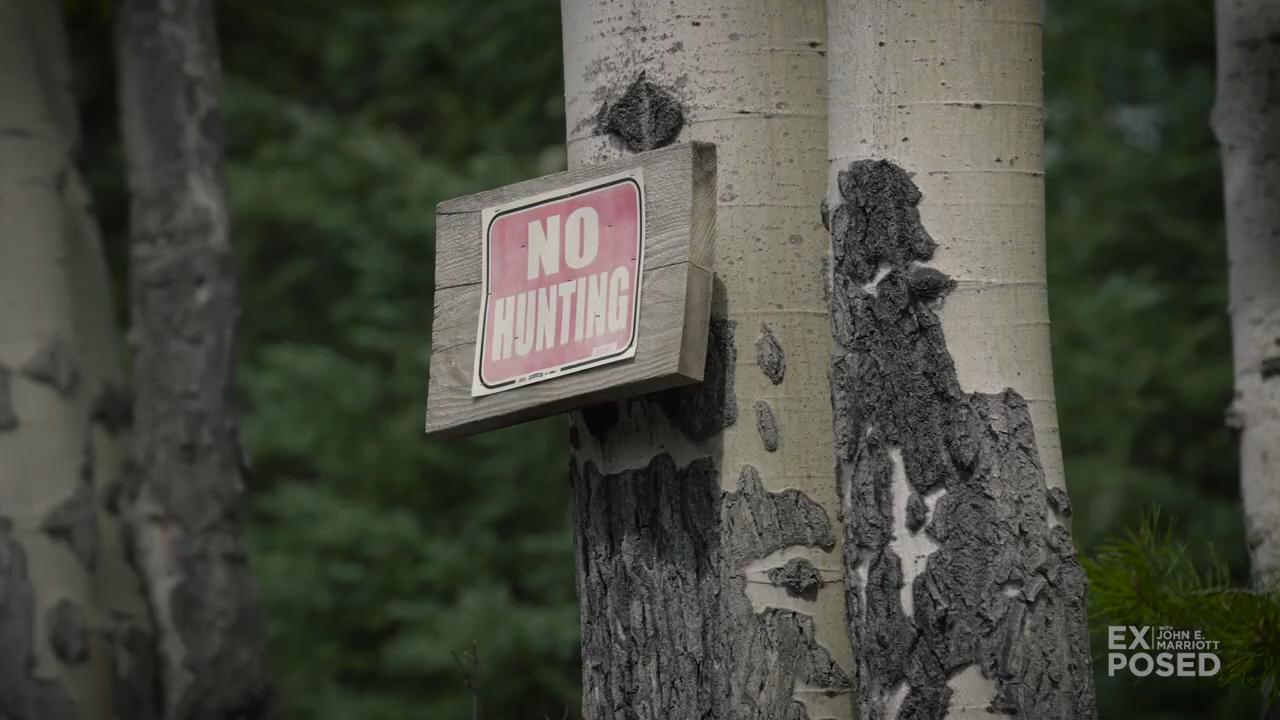 NO
HUNTING
EX WITH JOHN E. MARRIOTT
POSED